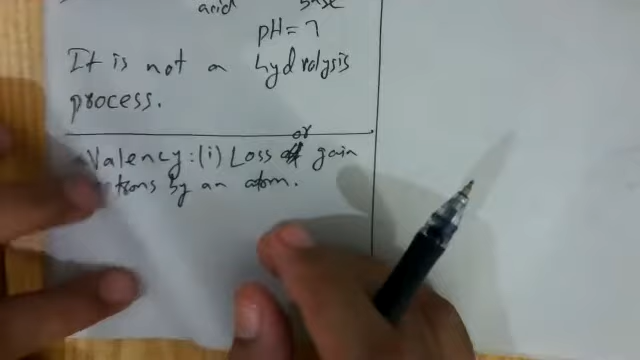 acid base
pH = 7
It is not a hydrolysis
process.
Valency: (i) Loss or gain
trons by an atom.